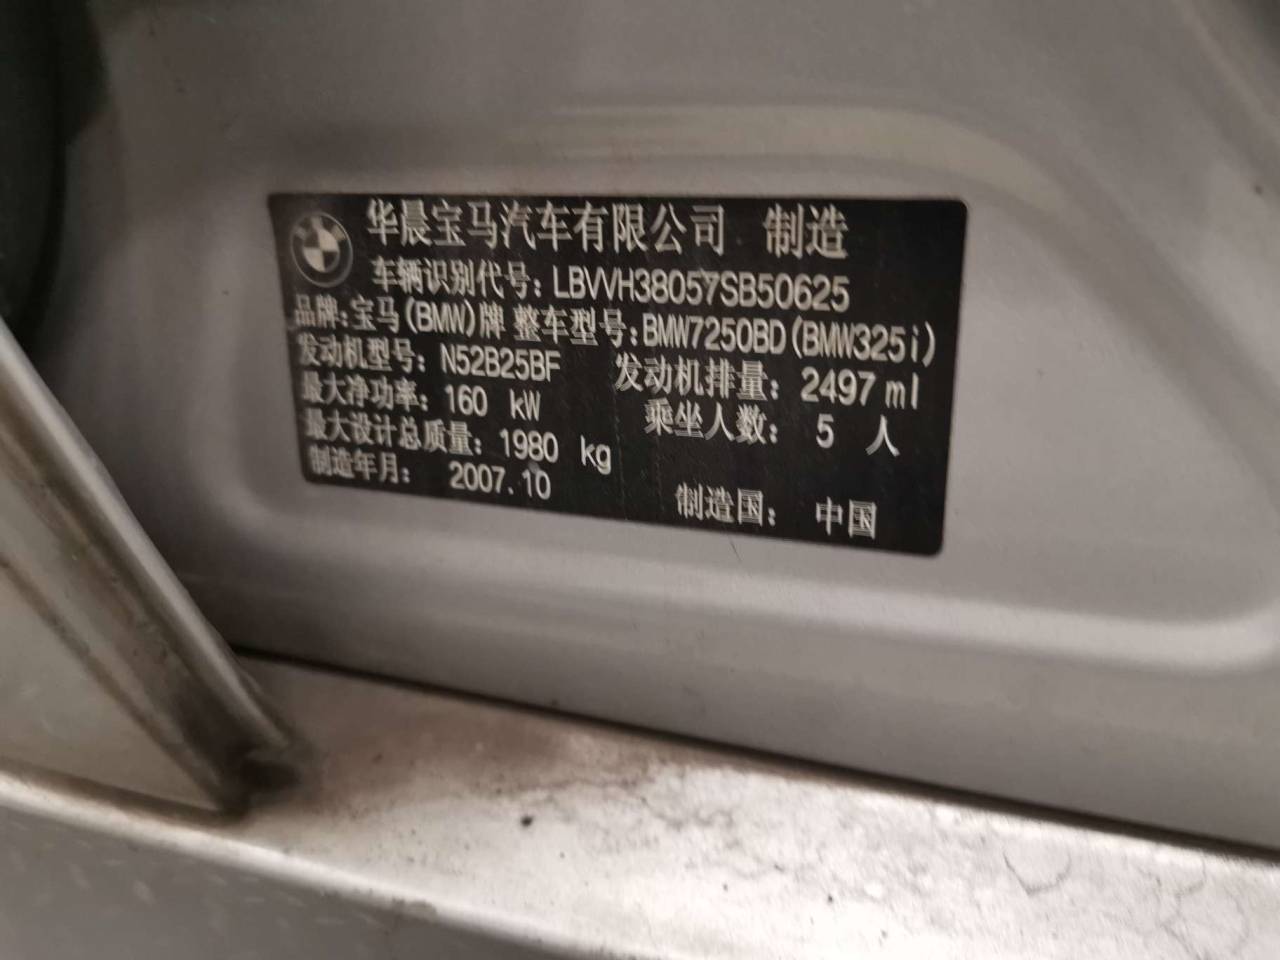 华晨宝马汽车有限公司 制造
车辆识别代号: LBVVH38057SB50625
品牌:宝马(BMW)牌 整车型号:BMW7250BD(BMW325i)
发动机型号: N52B25BF 发动机排量: 2497 ml
最大净功率: 160 kW 乘坐人数: 5 人
最大设计总质量: 1980 kg
制造年月: 2007.10 制造国: 中国